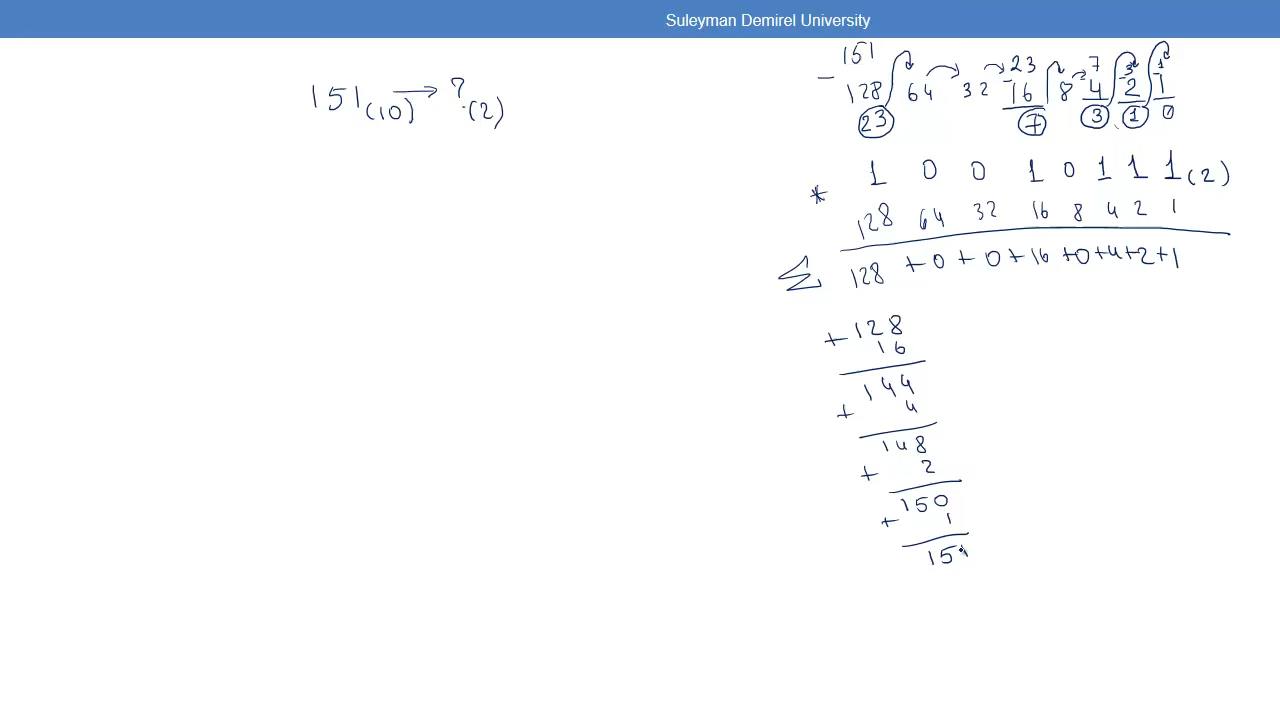 Suleyman Demirel University
151(10) → ?(2)
151 23 7 3 1
- 128 64 32 - 16 8 4 - 2 - 1
23 7 3 1 0
* 1 0 0 1 0 1 1 1 (2)
128 64 32 16 8 4 2 1
Σ 128 + 0 + 0 + 16 + 0 + 4 + 2 + 1
+ 128
16
144
+ 4
148
+ 2
150
+ 1
15